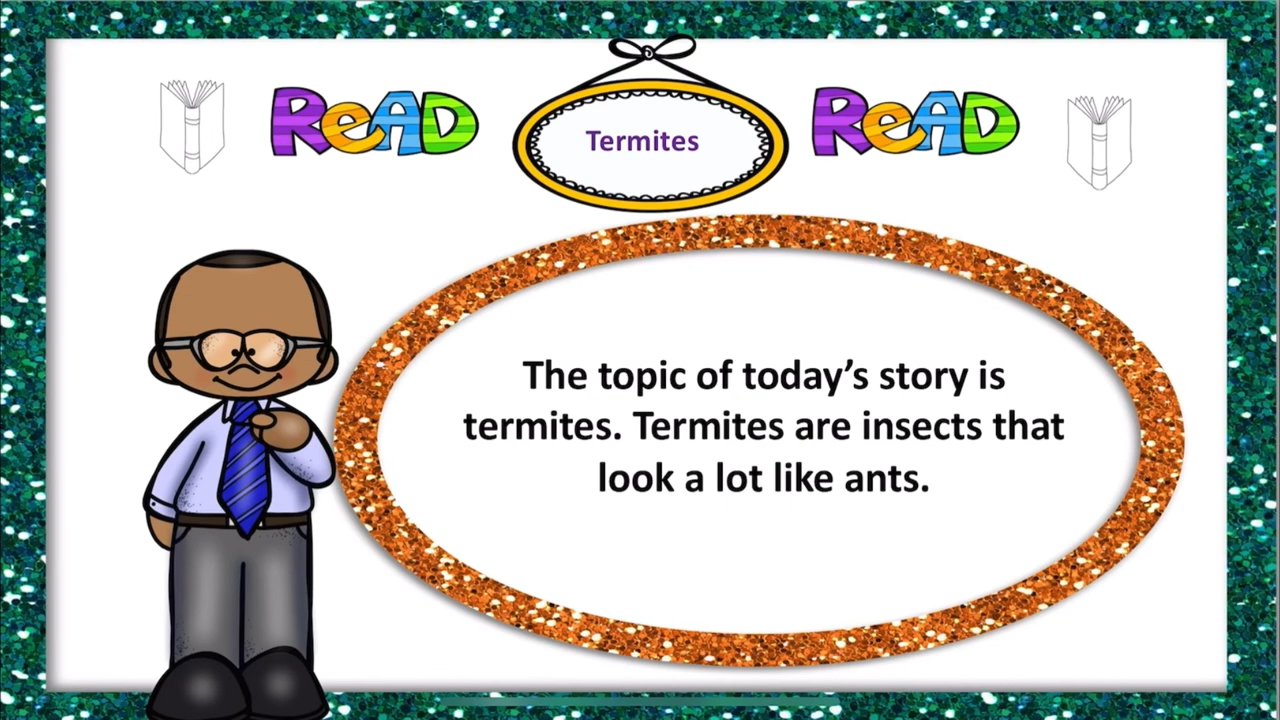 ReAD
Termites
ReAD
The topic of today’s story is
termites. Termites are insects that
look a lot like ants.